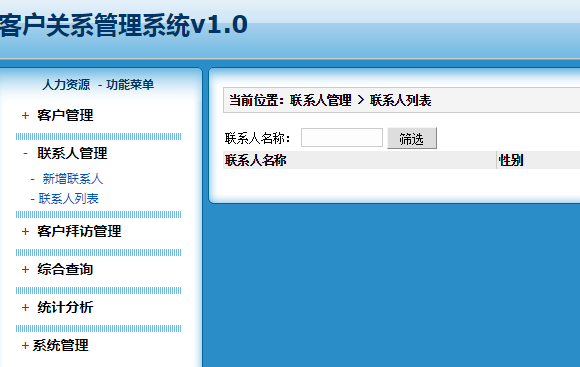 客户关系管理系统v1.0
人力资源 - 功能菜单
+ 客户管理
- 联系人管理
- 新增联系人
- 联系人列表
+ 客户拜访管理
+ 综合查询
+ 统计分析
+ 系统管理
当前位置：联系人管理 > 联系人列表
联系人名称： 筛选
联系人名称 性别